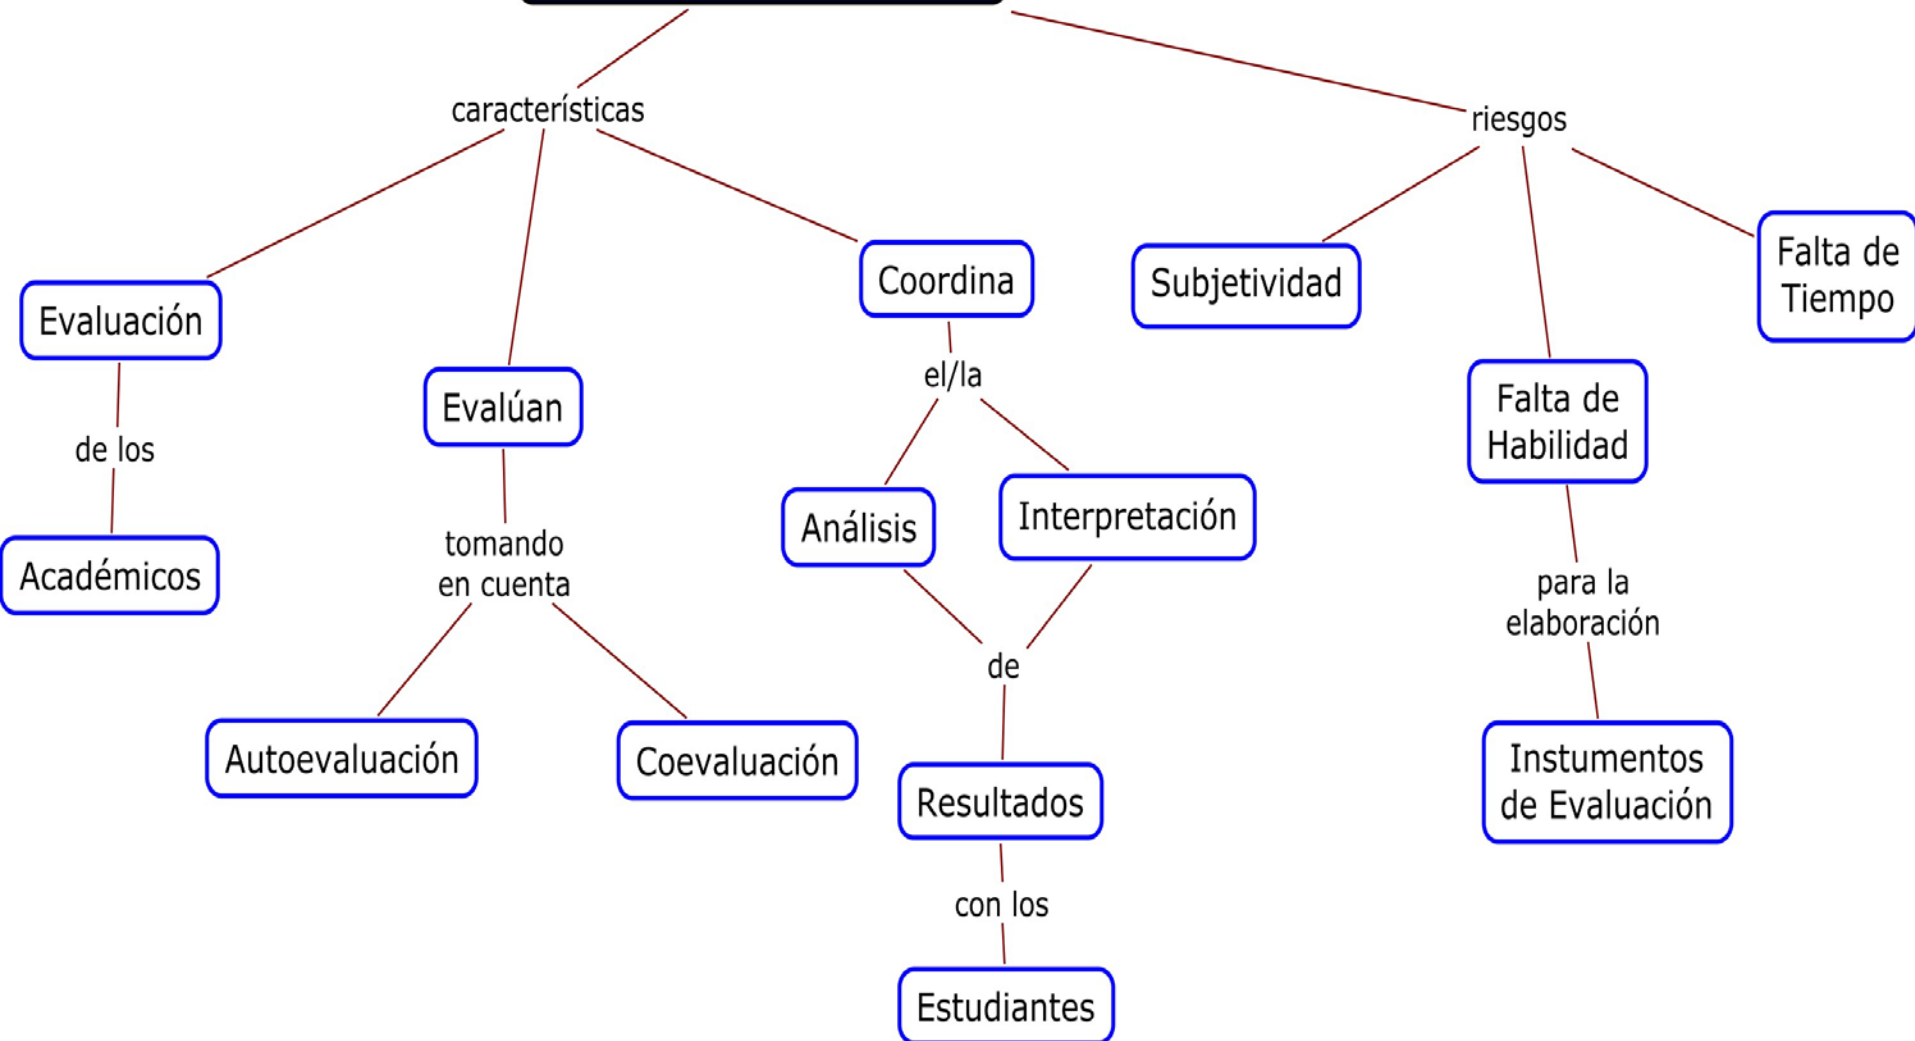 características
riesgos
Evaluación
de los
Académicos
Evalúan
tomando
en cuenta
Autoevaluación
Coevaluación
Coordina
el/la
Análisis
Interpretación
de
Resultados
con los
Estudiantes
Subjetividad
Falta de
Habilidad
para la
elaboración
Instumentos
de Evaluación
Falta de
Tiempo